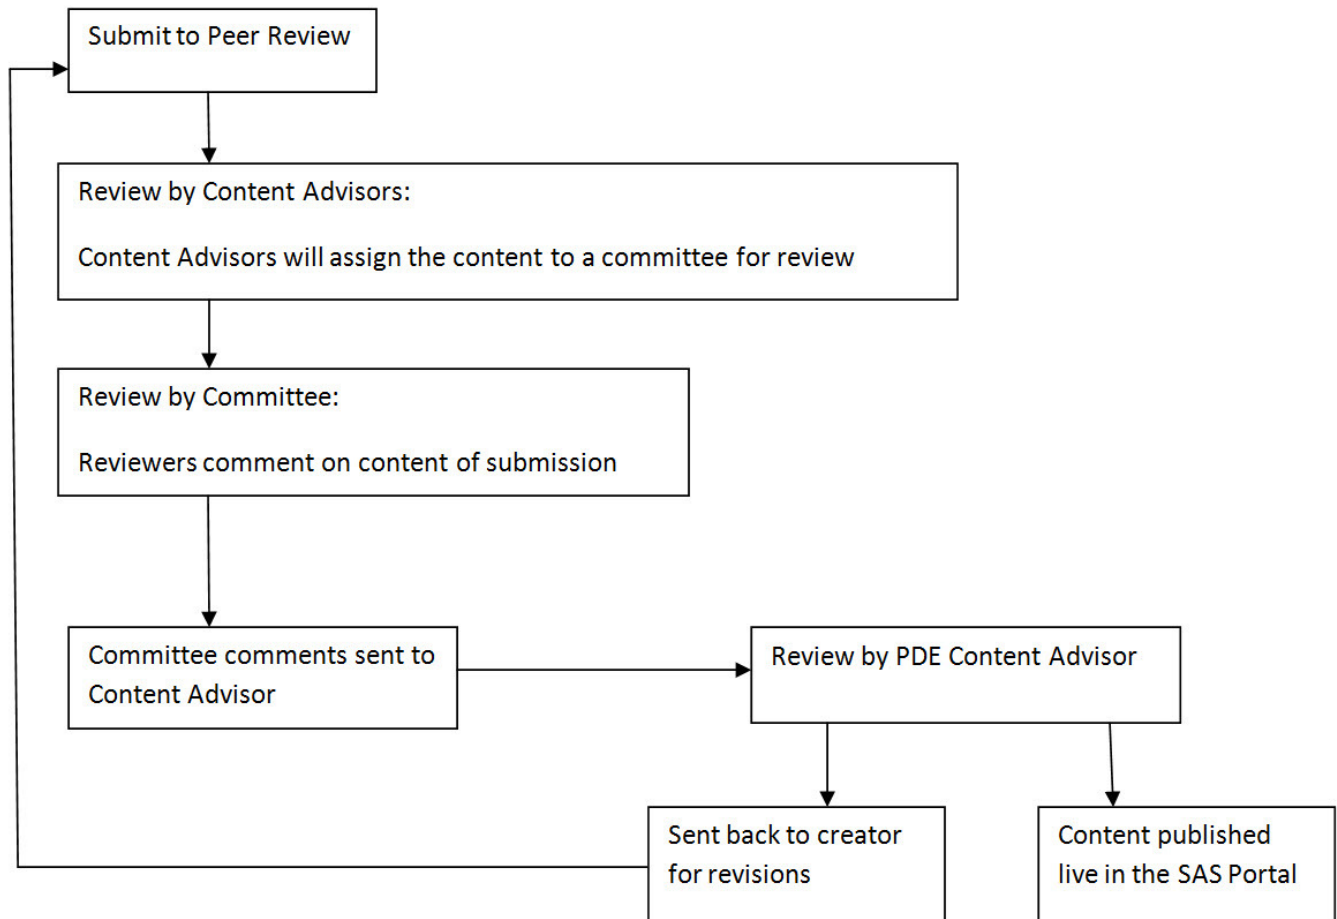 Submit to Peer Review
Review by Content Advisors:
Content Advisors will assign the content to a committee for review
Review by Committee:
Reviewers comment on content of submission
Committee comments sent to
Content Advisor
Review by PDE Content Advisor
Sent back to creator
for revisions
Content published
live in the SAS Portal